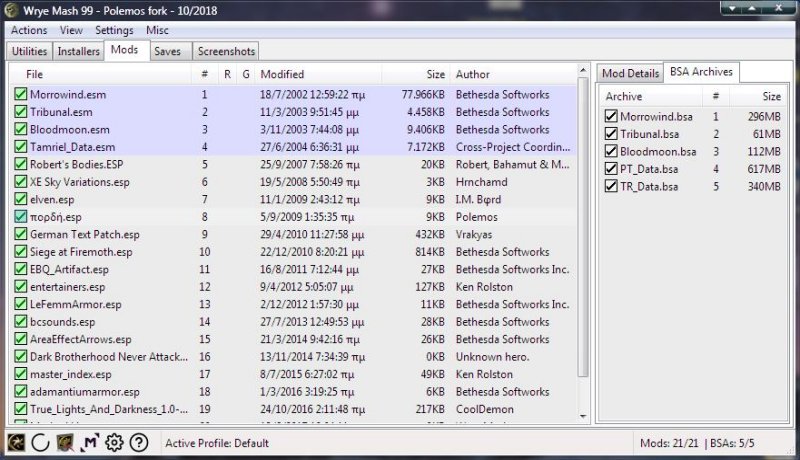 Wrye Mash 99 - Polemos fork - 10/2018
Actions View Settings Misc
Utilities Installers Mods Saves Screenshots
File # R G Modified Size Author
Morrowind.esm 1 18/7/2002 12:59:22 πμ 77.966KB Bethesda Softworks
Tribunal.esm 2 11/3/2003 9:51:45 μμ 4.458KB Bethesda Softworks
Bloodmoon.esm 3 3/11/2003 7:44:08 μμ 9.406KB Bethesda Softworks
Tamriel_Data.esm 4 27/6/2004 6:36:31 μμ 7.172KB Cross-Project Coordin...
Robert's Bodies.ESP 5 25/9/2007 7:58:26 πμ 20KB Robert, Bahamut & M...
XE Sky Variations.esp 6 19/5/2008 5:50:49 πμ 3KB Hrnchamd
elven.esp 7 11/1/2009 2:43:12 πμ 9KB I.M. Βφrd
πορδή.esp 8 5/9/2009 1:35:35 πμ 9KB Polemos
German Text Patch.esp 9 29/4/2010 11:27:58 μμ 432KB Vrakyas
Siege at Firemoth.esp 10 22/12/2010 8:20:21 μμ 814KB Bethesda Softworks
EBQ_Artifact.esp 11 16/8/2011 7:12:44 μμ 27KB Bethesda Softworks Inc.
entertainers.esp 12 9/4/2012 5:05:07 μμ 127KB Ken Rolston
LeFemmArmor.esp 13 2/12/2012 1:57:30 μμ 11KB Bethesda Softworks Inc.
bcsounds.esp 14 27/7/2013 12:49:53 μμ 28KB Bethesda Softworks
AreaEffectArrows.esp 15 21/3/2014 9:42:16 πμ 26KB Bethesda Softworks
Dark Brotherhood Never Attack... 16 13/11/2014 7:34:39 πμ 0KB Unknown hero.
master_index.esp 17 8/7/2015 6:27:02 πμ 49KB Ken Rolston
adamantiumarmor.esp 18 1/3/2016 3:19:25 πμ 6KB Bethesda Softworks
True_Lights_And_Darkness_1.0-... 19 24/10/2016 2:11:48 πμ 217KB CoolDemon
Mod Details BSA Archives
Archive # Size
Morrowind.bsa 1 296MB
Tribunal.bsa 2 61MB
Bloodmoon.bsa 3 112MB
PT_Data.bsa 4 617MB
TR_Data.bsa 5 340MB
Active Profile: Default
Mods: 21/21 | BSAs: 5/5